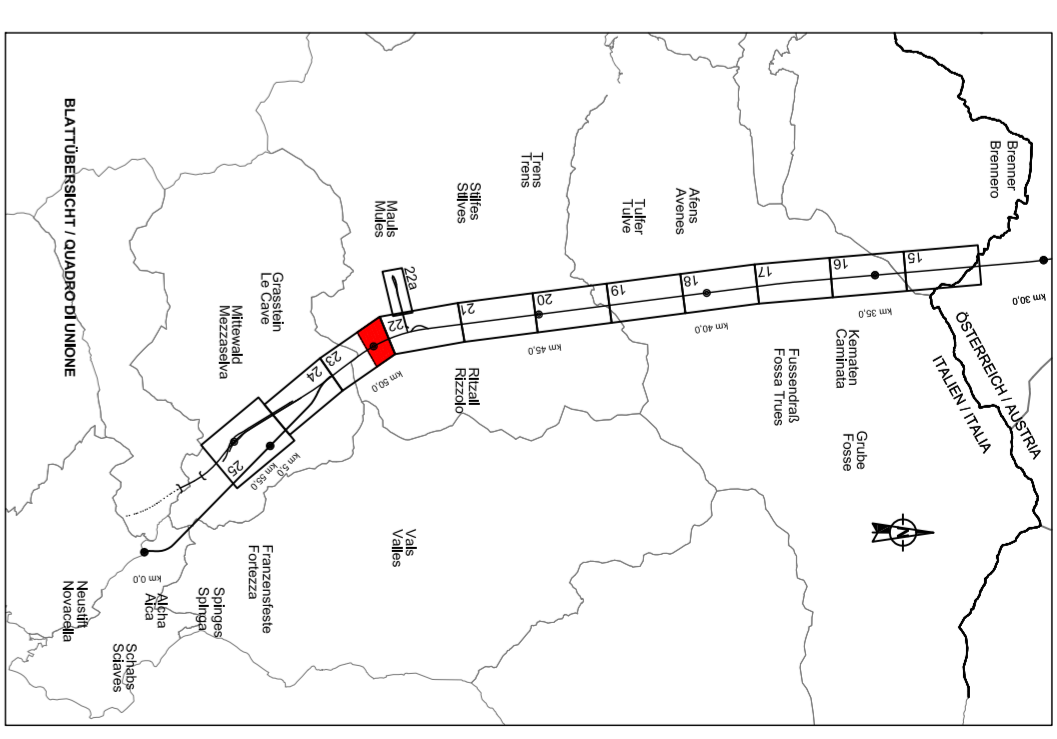 BLATTÜBERSICHT / QUADRO DI UNIONE
Brenner
Brennero
ÖSTERREICH / AUSTRIA
ITALIEN / ITALIA
km 30,0
15
16
km 35,0
17
18
km 40,0
19
20
km 45,0
21
22
22a
km 50,0
23
24
25
km 5,0
km 55,0
km 0,0
N
Afens
Avenes
Tulfer
Tulve
Trens
Trens
Stilfes
Stilves
Mauls
Mules
Grasstein
Le Cave
Mittewald
Mezzaselva
Kematen
Caminata
Grube
Fosse
Fussendraß
Fossa Trues
Ritzail
Rizzolo
Vals
Valles
Franzensfeste
Fortezza
Spinges
Spinga
Aicha
Aica
Schabs
Sciaves
Neustift
Novacella